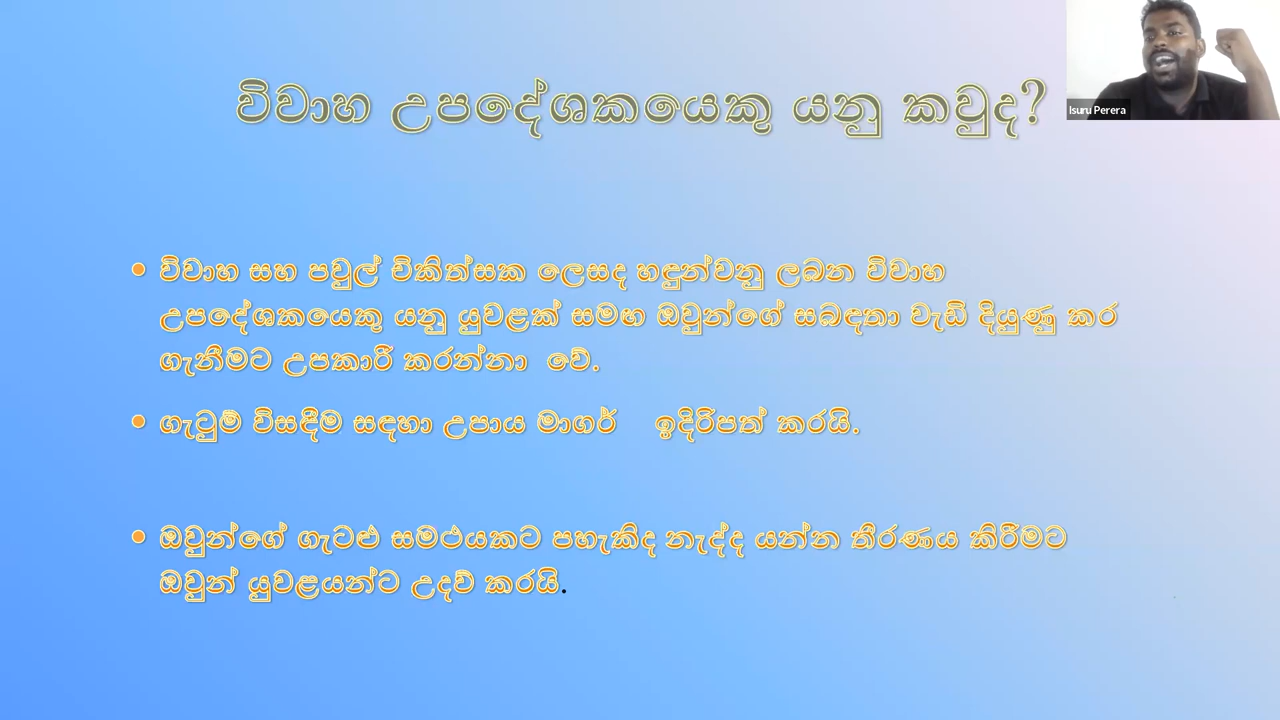 විවාහ උපදේශකයෙකු යනු කවුද?
Isuru Perera
• විවාහ සහ පවුල් චිකිත්සක ලෙසද හඳුන්වනු ලබන විවාහ
උපදේශකයෙකු යනු යුවළක් සමඟ ඔවුන්ගේ සබඳතා වැඩි දියුණු කර
ගැනීමට උපකාරී කරන්නා වේ.
• ගැටුම් විසඳීම සඳහා උපාය මාගර් ඉදිරිපත් කරයි.
• ඔවුන්ගේ ගැටළු සමථයකට පහැකිද නැද්ද යන්න තීරණය කිරීමට
ඔවුන් යුවළයන්ට උදව් කරයි.